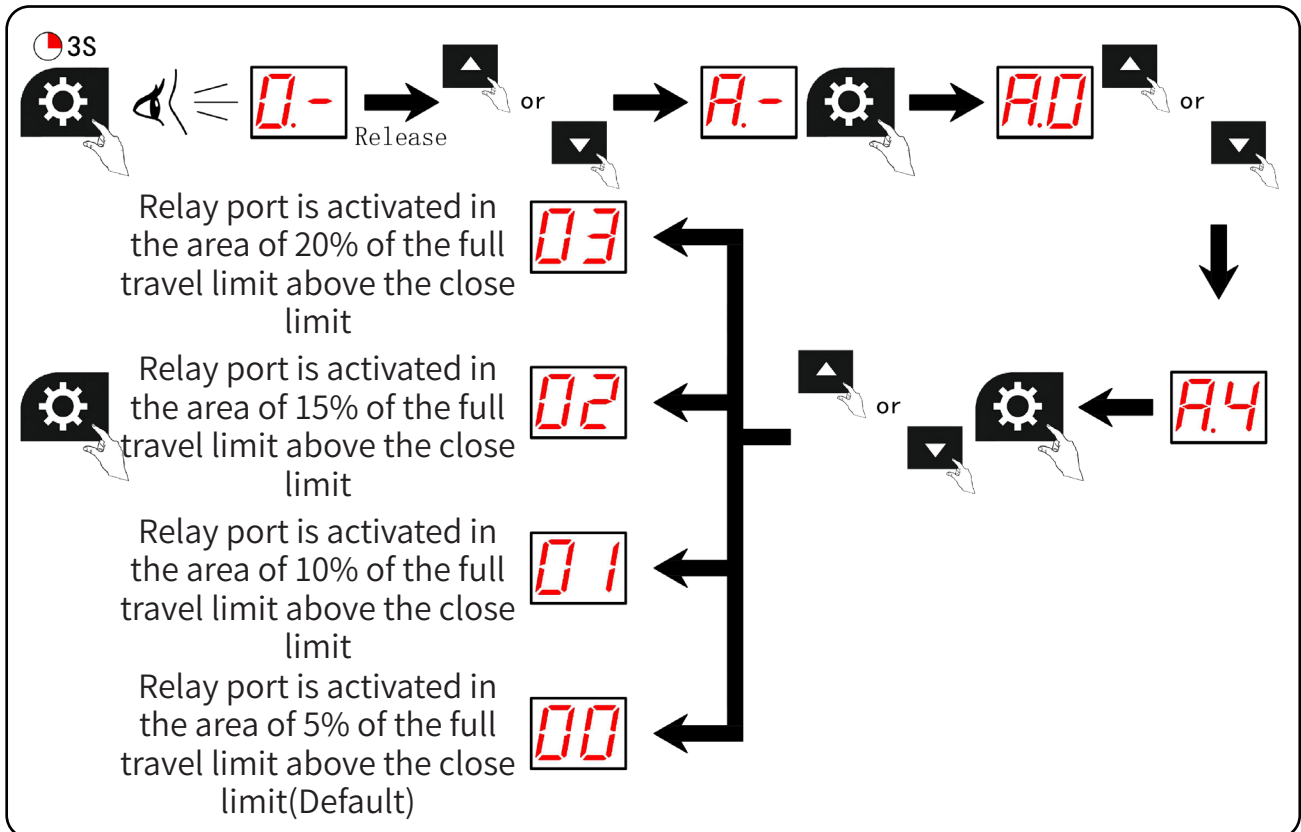 3S
0.-
Release
or
A.-
A.0
or
Relay port is activated in
the area of 20% of the full
travel limit above the close
limit
03
Relay port is activated in
the area of 15% of the full
travel limit above the close
limit
02
or
A.4
Relay port is activated in
the area of 10% of the full
travel limit above the close
limit
01
Relay port is activated in
the area of 5% of the full
travel limit above the close
limit(Default)
00